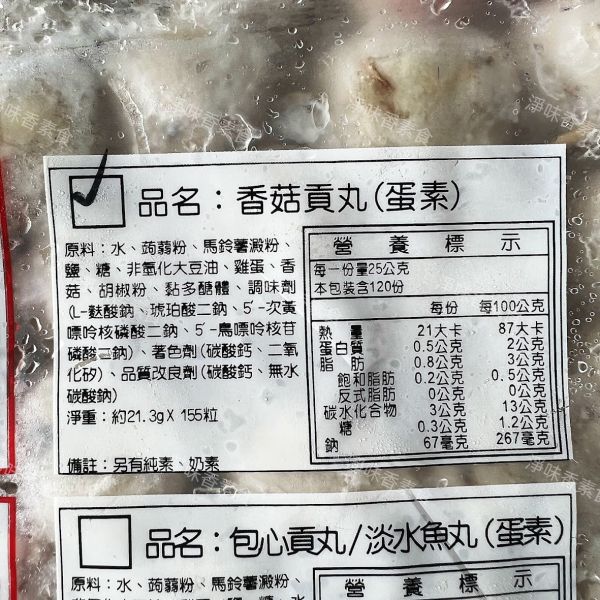 品名：香菇貢丸(蛋素)
原料：水、蒟蒻粉、馬鈴薯澱粉、
鹽、糖、非氫化大豆油、雞蛋、香
菇、胡椒粉、黏多醣體、調味劑
(L-麩酸鈉、琥珀酸二鈉、5'-次黃
嘌呤核磷酸二鈉、5'-鳥嘌呤核苷
磷酸二鈉)、著色劑(碳酸鈣、二氧
化矽)、品質改良劑(碳酸鈣、無水
碳酸鈉)
淨重：約21.3gX 155粒
備註：另有純素、奶素
營養標示
每一份量25公克
本包裝含120份
每份 每100公克
熱量 21大卡 87大卡
蛋白質 0.5公克 2公克
脂肪 0.8公克 3公克
飽和脂肪 0.2公克 0.5公克
反式脂肪 0公克 0公克
碳水化合物 3公克 13公克
糖 0.3公克 1.2公克
鈉 67毫克 267毫克
品名：包心貢丸/淡水魚丸(蛋素)
原料：水、蒟蒻粉、馬鈴薯澱粉、
營養標示
淨味香素食